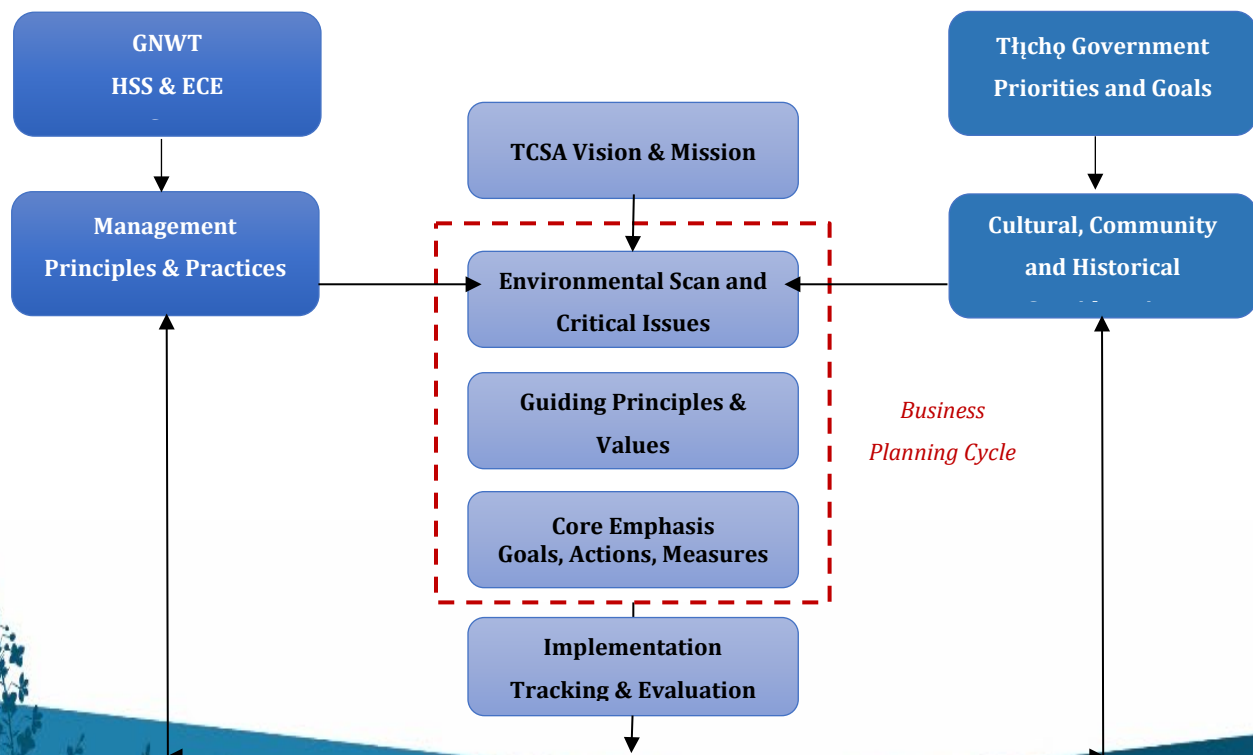 GNWT
HSS & ECE
Tłı̨chǫ Government
Priorities and Goals
TCSA Vision & Mission
Management
Principles & Practices
Environmental Scan and
Critical Issues
Cultural, Community
and Historical
Guiding Principles &
Values
Business
Planning Cycle
Core Emphasis
Goals, Actions, Measures
Implementation
Tracking & Evaluation